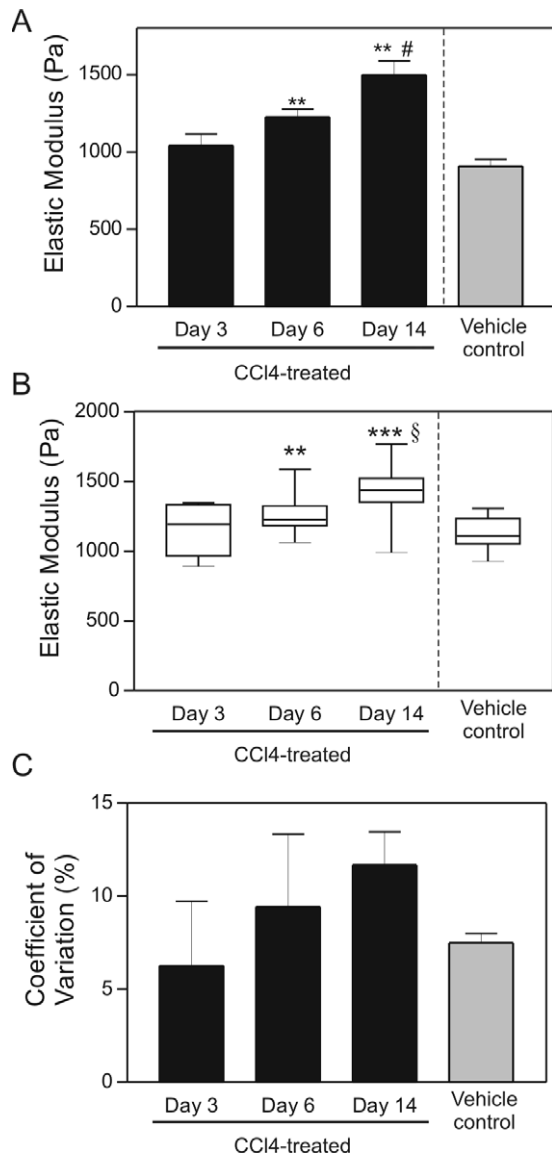 A
Elastic Modulus (Pa)
1500
1000
500
0
**
** #
Day 3 Day 6 Day 14 Vehicle control
CCl4-treated
B
Elastic Modulus (Pa)
2000
1500
1000
500
0
**
*** §
Day 3 Day 6 Day 14 Vehicle control
CCl4-treated
C
Coefficient of
Variation (%)
15
10
5
0
Day 3 Day 6 Day 14 Vehicle control
CCl4-treated